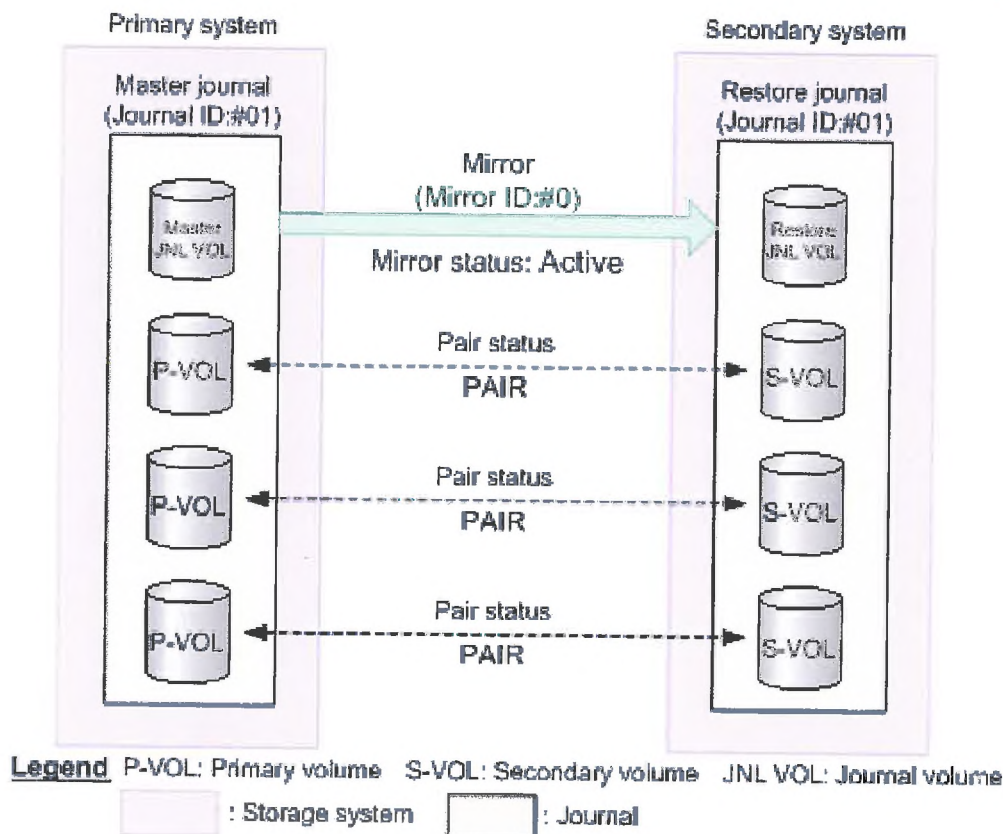 Primary system
Secondary system
Master journal
(Journal ID:#01)
Restore journal
(Journal ID:#01)
Mirror
(Mirror ID:#0)
Master
JNL VOL
Restore
JNL VOL
Mirror status: Active
Pair status
P-VOL
S-VOL
PAIR
Pair status
P-VOL
S-VOL
PAIR
Pair status
P-VOL
S-VOL
PAIR
Legend P-VOL: Primary volume S-VOL: Secondary volume JNL VOL: Journal volume
: Storage system : Journal